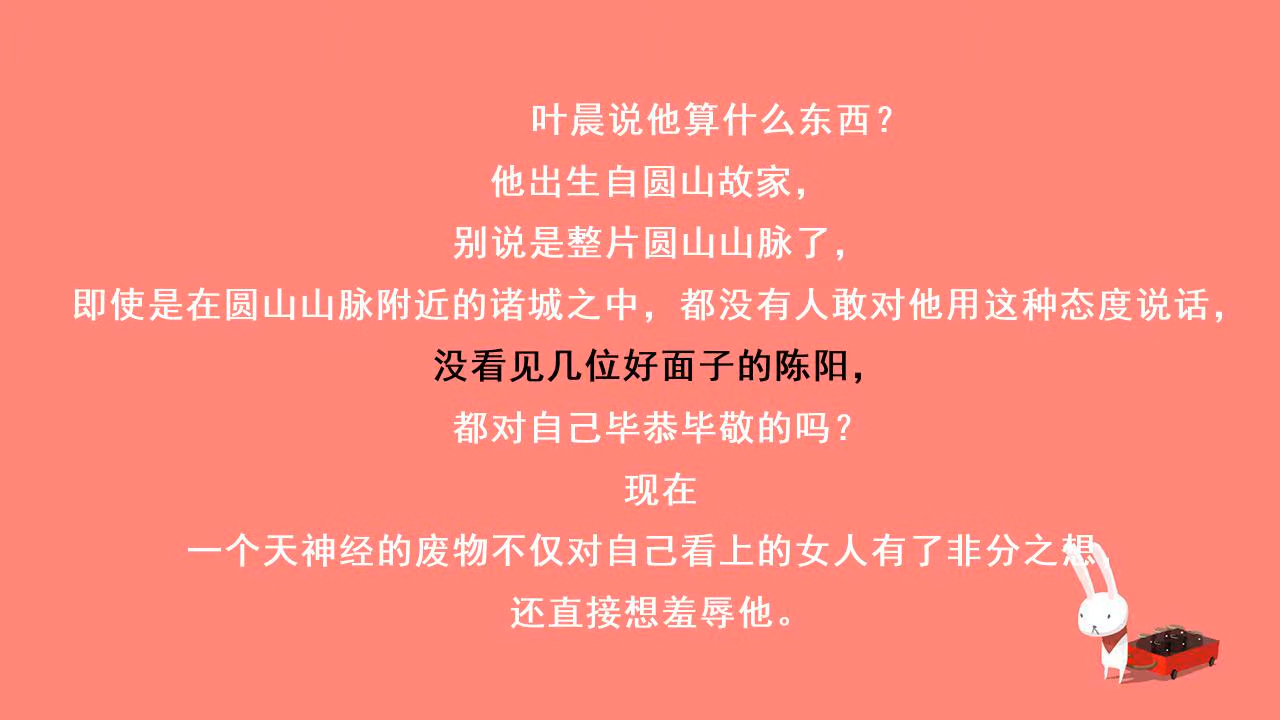 叶晨说他算什么东西？
他出生自圆山故家，
别说是整片圆山山脉了，
即使是在圆山山脉附近的诸城之中，都没有人敢对他用这种态度说话，
没看见几位好面子的陈阳，
都对自己毕恭毕敬的吗？
现在
一个天神经的废物不仅对自己看上的女人有了非分之想，
还直接想羞辱他。